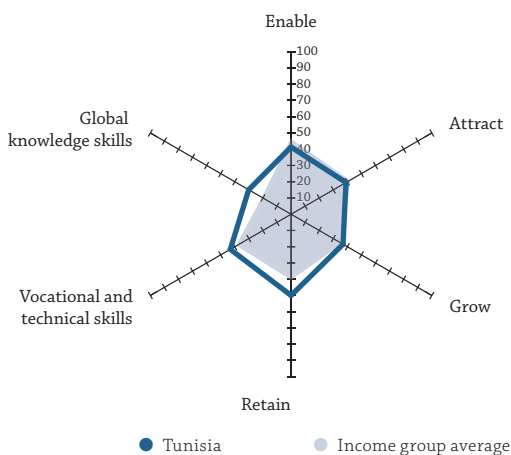 Enable
100
90
80
70
60
50
40
30
20
10
Attract
Global
knowledge skills
Vocational and
technical skills
Grow
Retain
Tunisia
Income group average